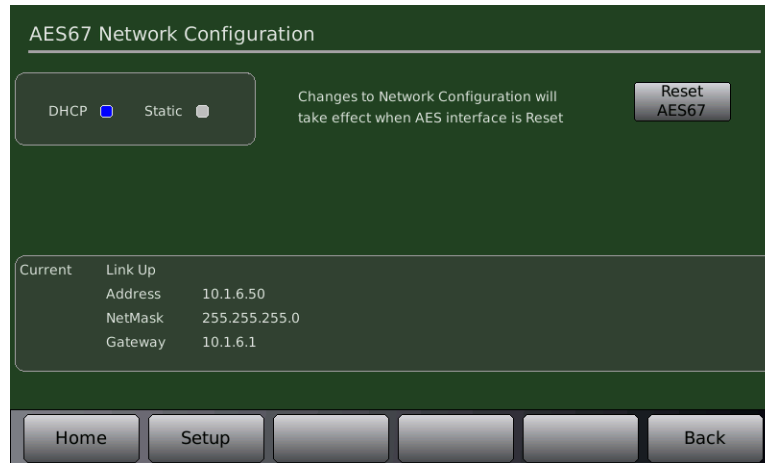 AES67 Network Configuration
DHCP Static
Changes to Network Configuration will
take effect when AES interface is Reset
Reset
AES67
Current Link Up
Address 10.1.6.50
NetMask 255.255.255.0
Gateway 10.1.6.1
Home Setup Back